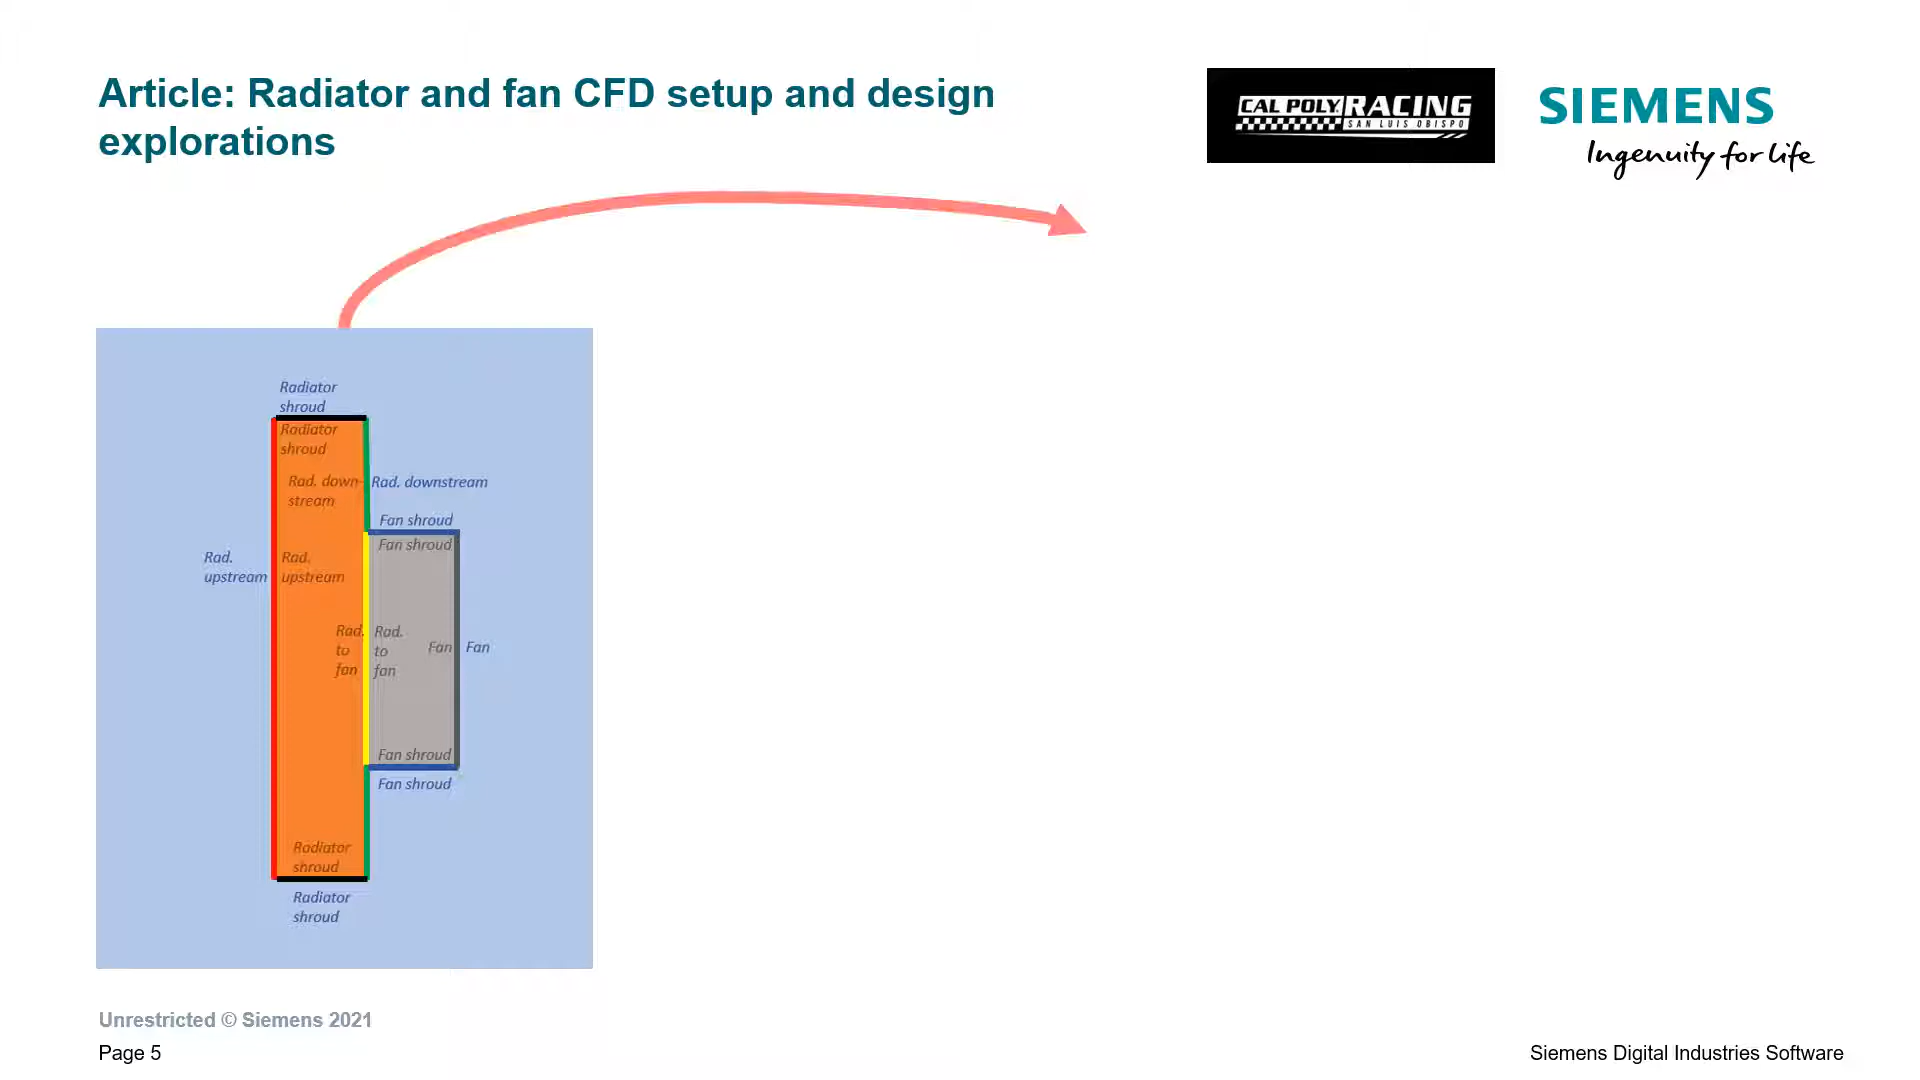 Article: Radiator and fan CFD setup and design
explorations
CAL POLY RACING
SAN LUIS OBISPO
SIEMENS
Ingenuity for life
Radiator
shroud
Radiator
shroud
Rad. down-
stream
Rad. downstream
Fan shroud
Fan shroud
Rad.
upstream
Rad.
upstream
Rad.
to
fan
Rad.
to
fan
Fan
Fan
Fan shroud
Fan shroud
Radiator
shroud
Radiator
shroud
Unrestricted © Siemens 2021
Page 5
Siemens Digital Industries Software